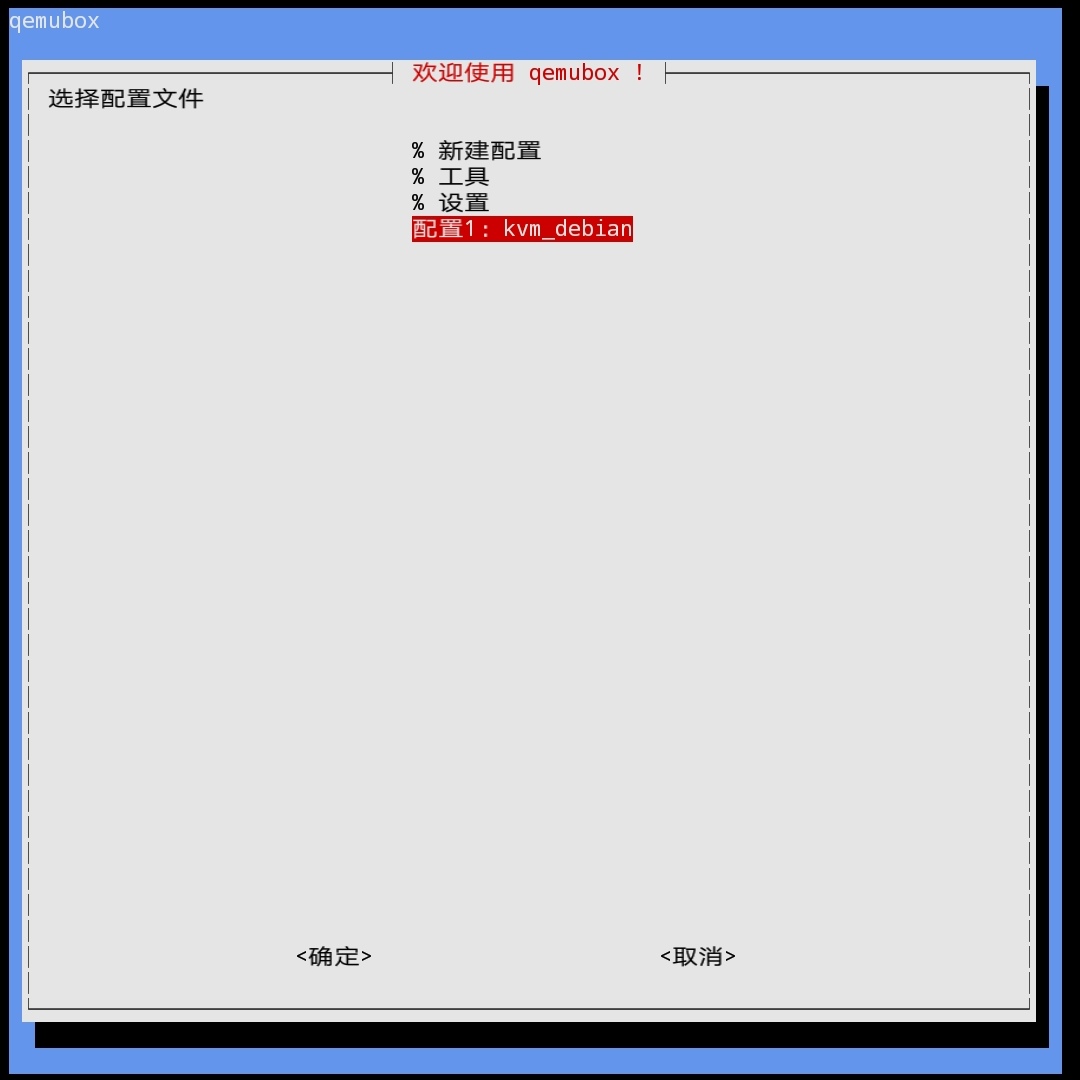 qemubox
欢迎使用 qemubox !
选择配置文件
% 新建配置
% 工具
% 设置
配置1: kvm_debian
<确定> <取消>